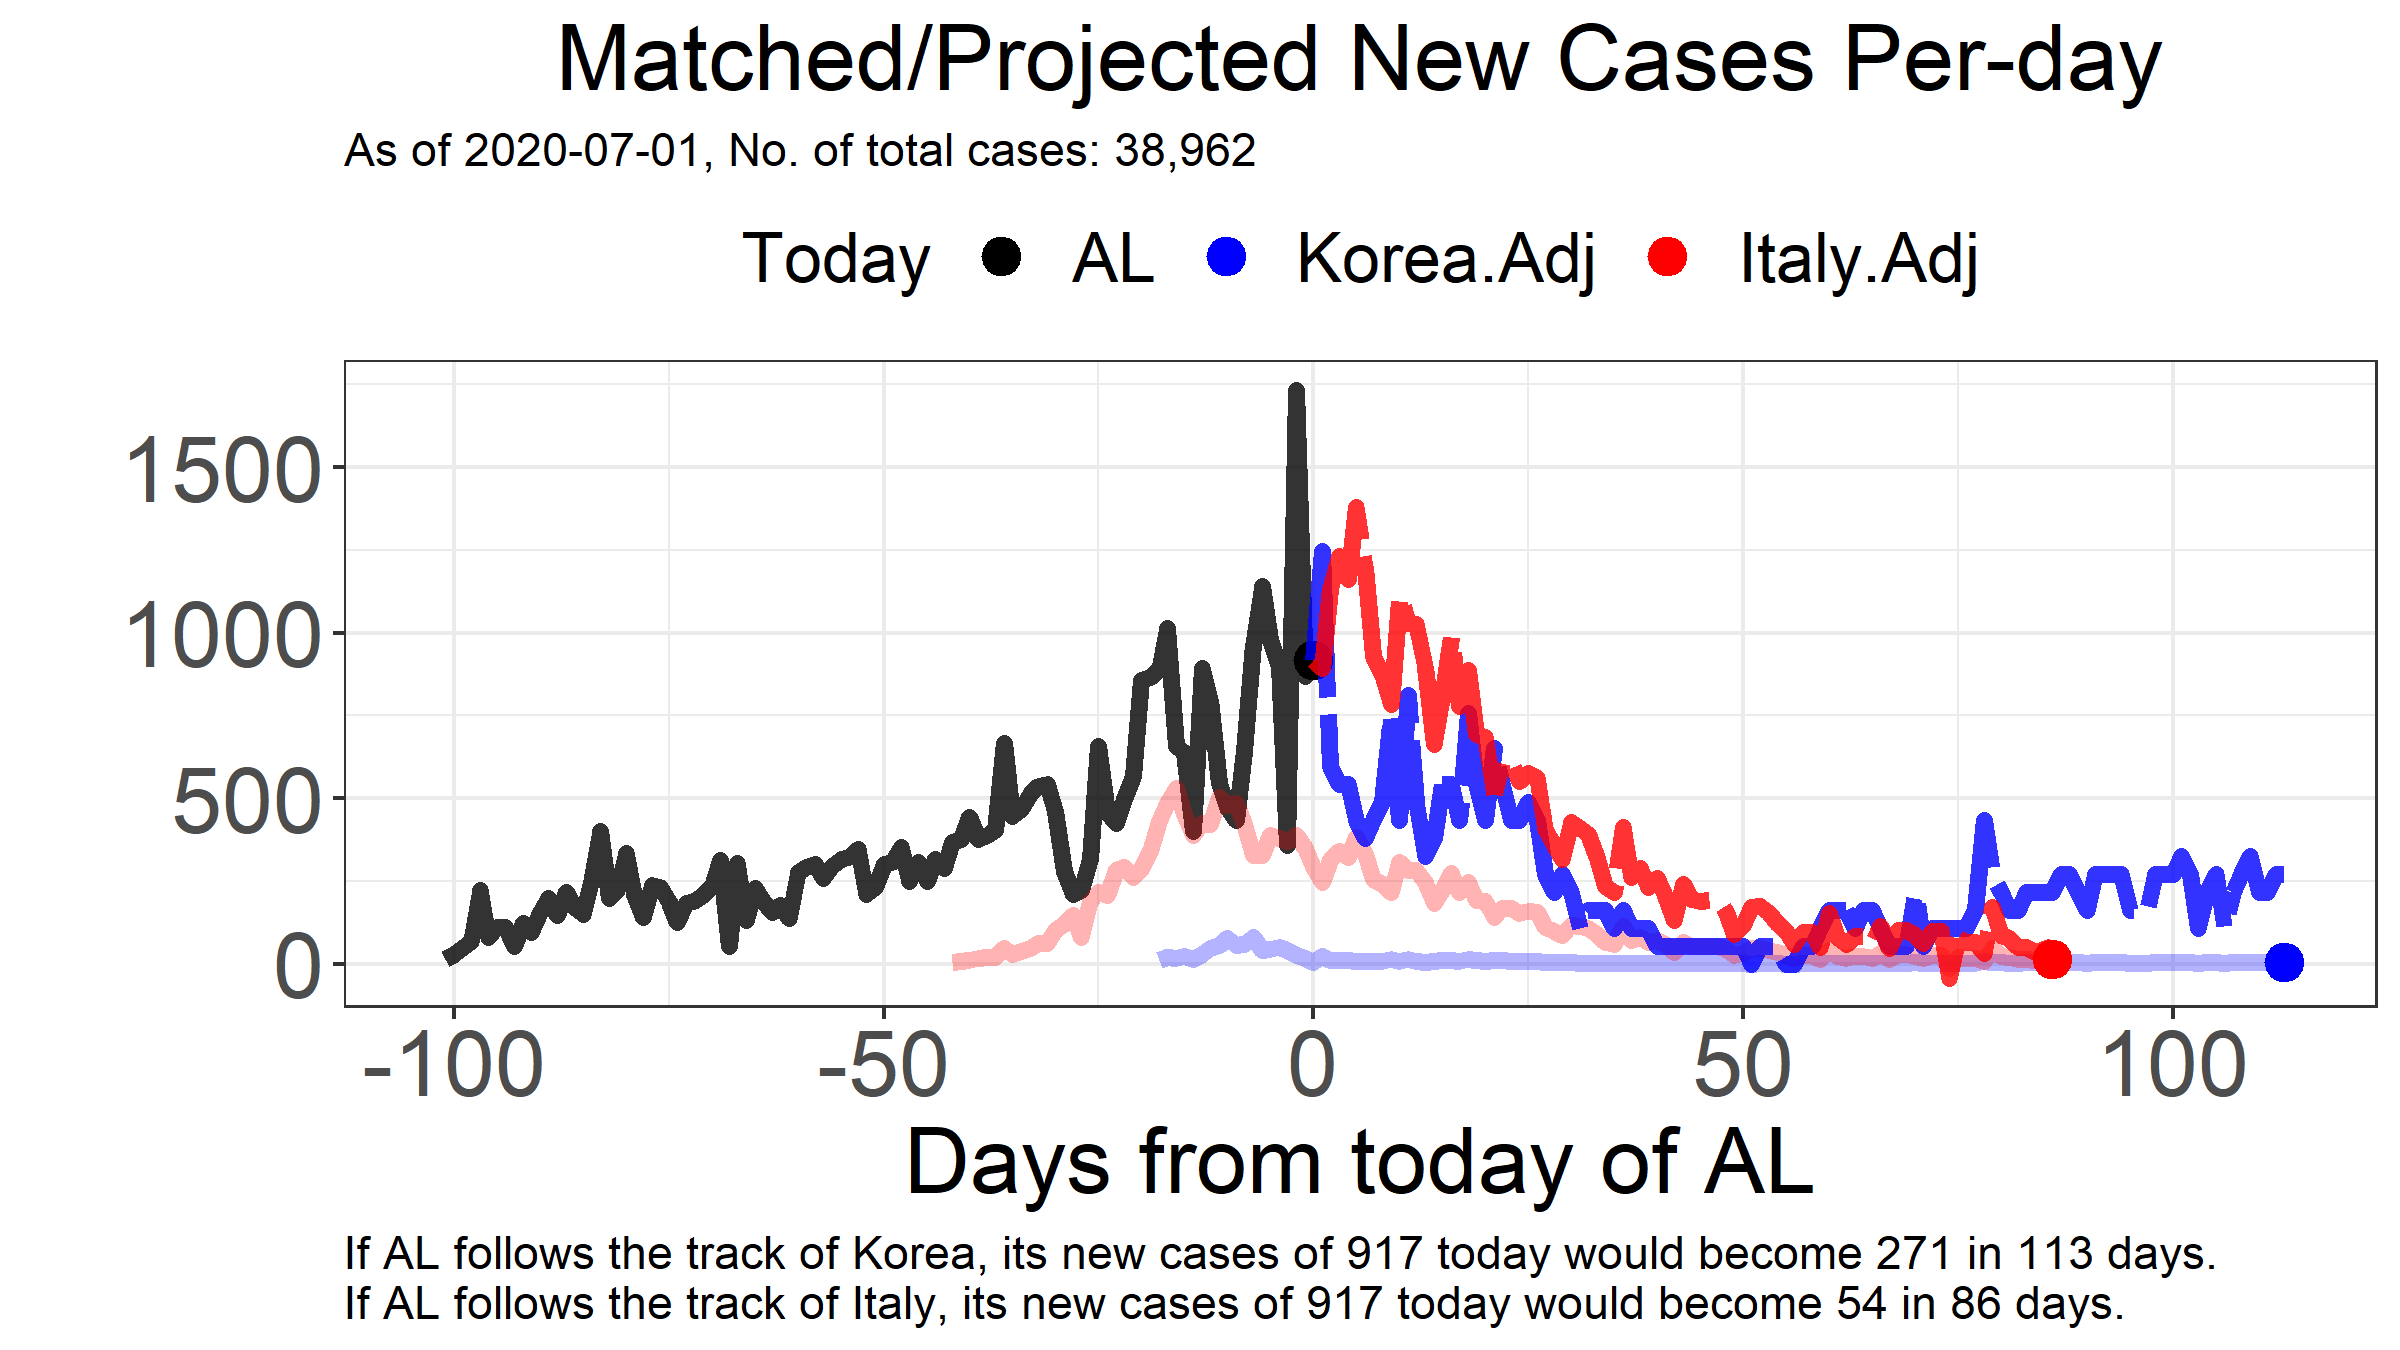 Matched/Projected New Cases Per-day
As of 2020-07-01, No. of total cases: 38,962
Today AL Korea.Adj Italy.Adj
1500
1000
500
0
-100 -50 0 50 100
Days from today of AL
If AL follows the track of Korea, its new cases of 917 today would become 271 in 113 days.
If AL follows the track of Italy, its new cases of 917 today would become 54 in 86 days.